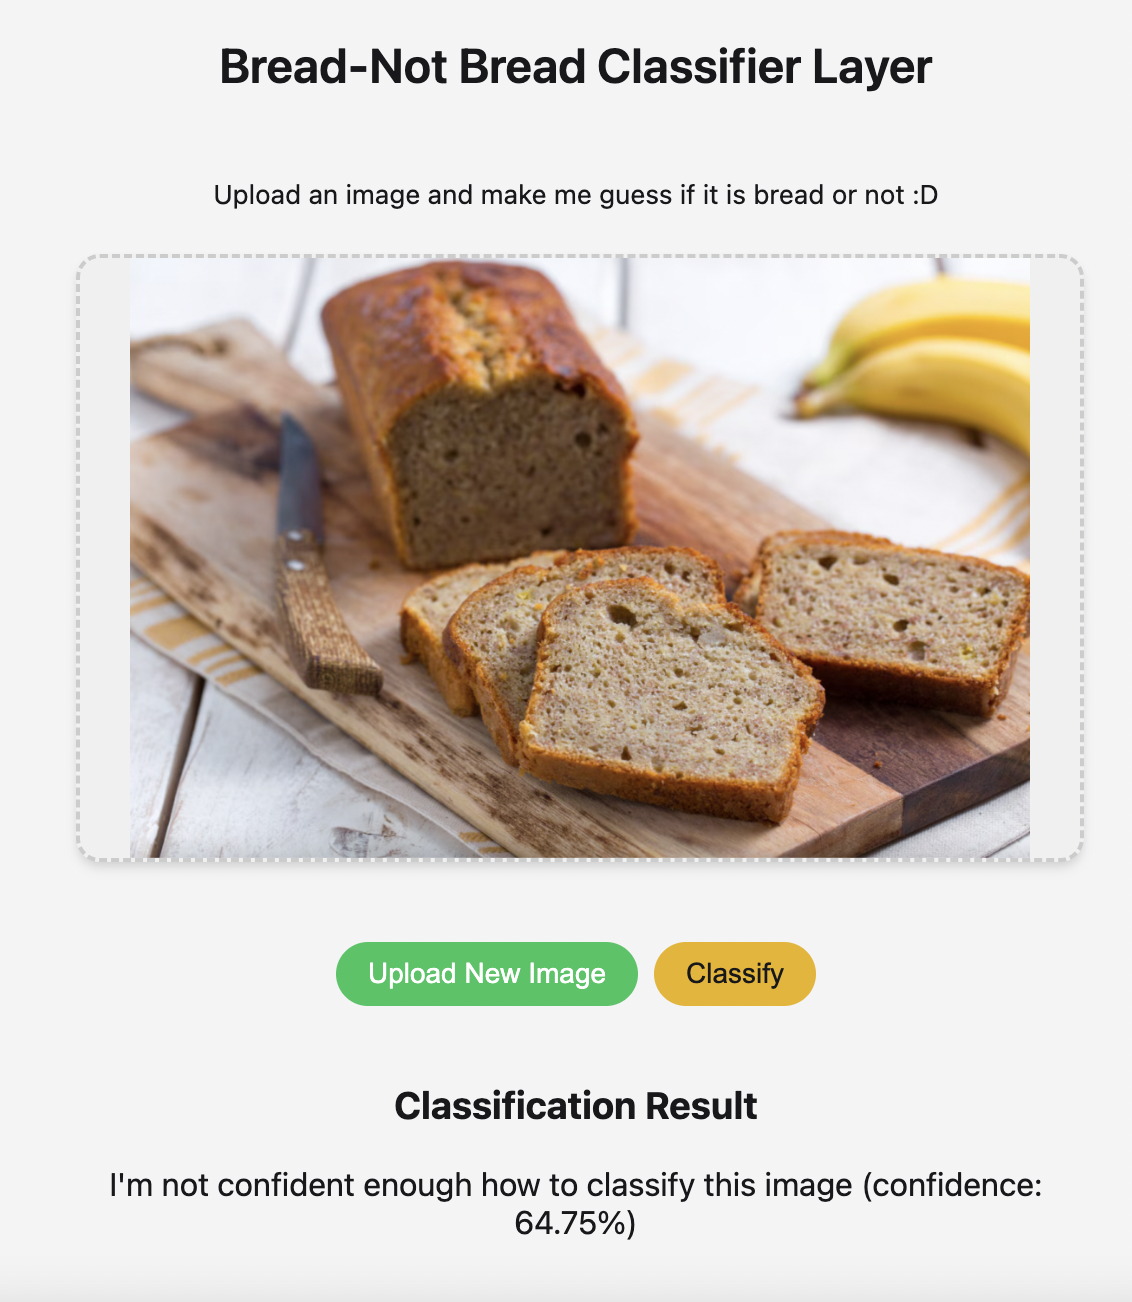 Bread-Not Bread Classifier Layer
Upload an image and make me guess if it is bread or not :D
Upload New Image
Classify
Classification Result
I'm not confident enough how to classify this image (confidence:
64.75%)